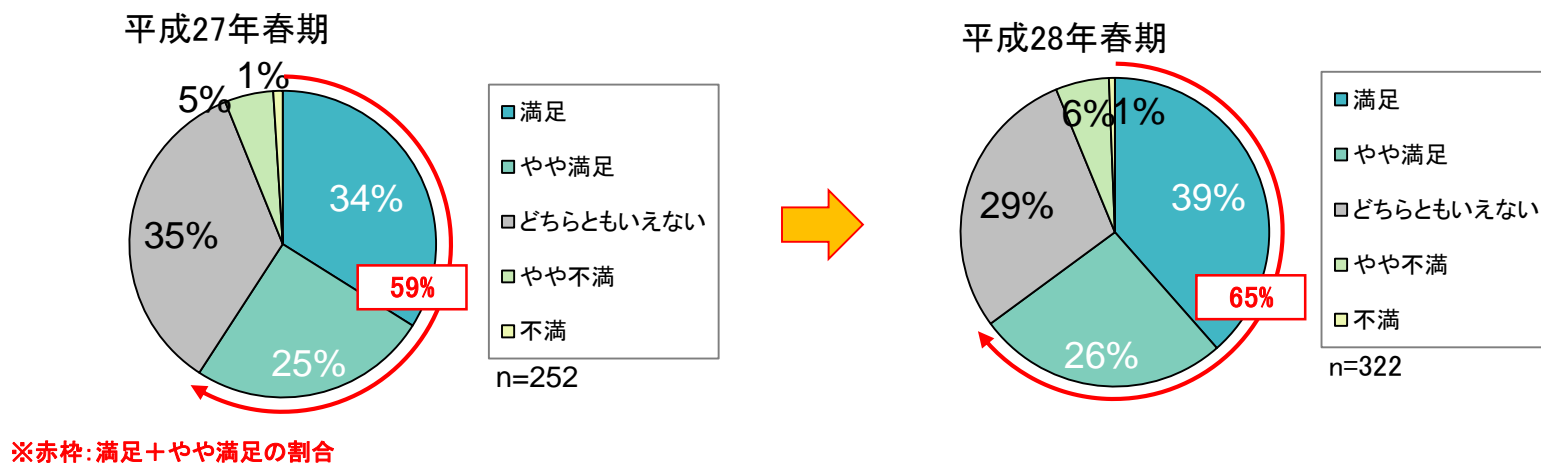 平成27年春期
1%
5%
34%
35%
59%
25%
満足
やや満足
どちらともいえない
やや不満
不満
n=252
平成28年春期
6%
1%
39%
29%
65%
26%
満足
やや満足
どちらともいえない
やや不満
不満
n=322
※赤枠:満足＋やや満足の割合